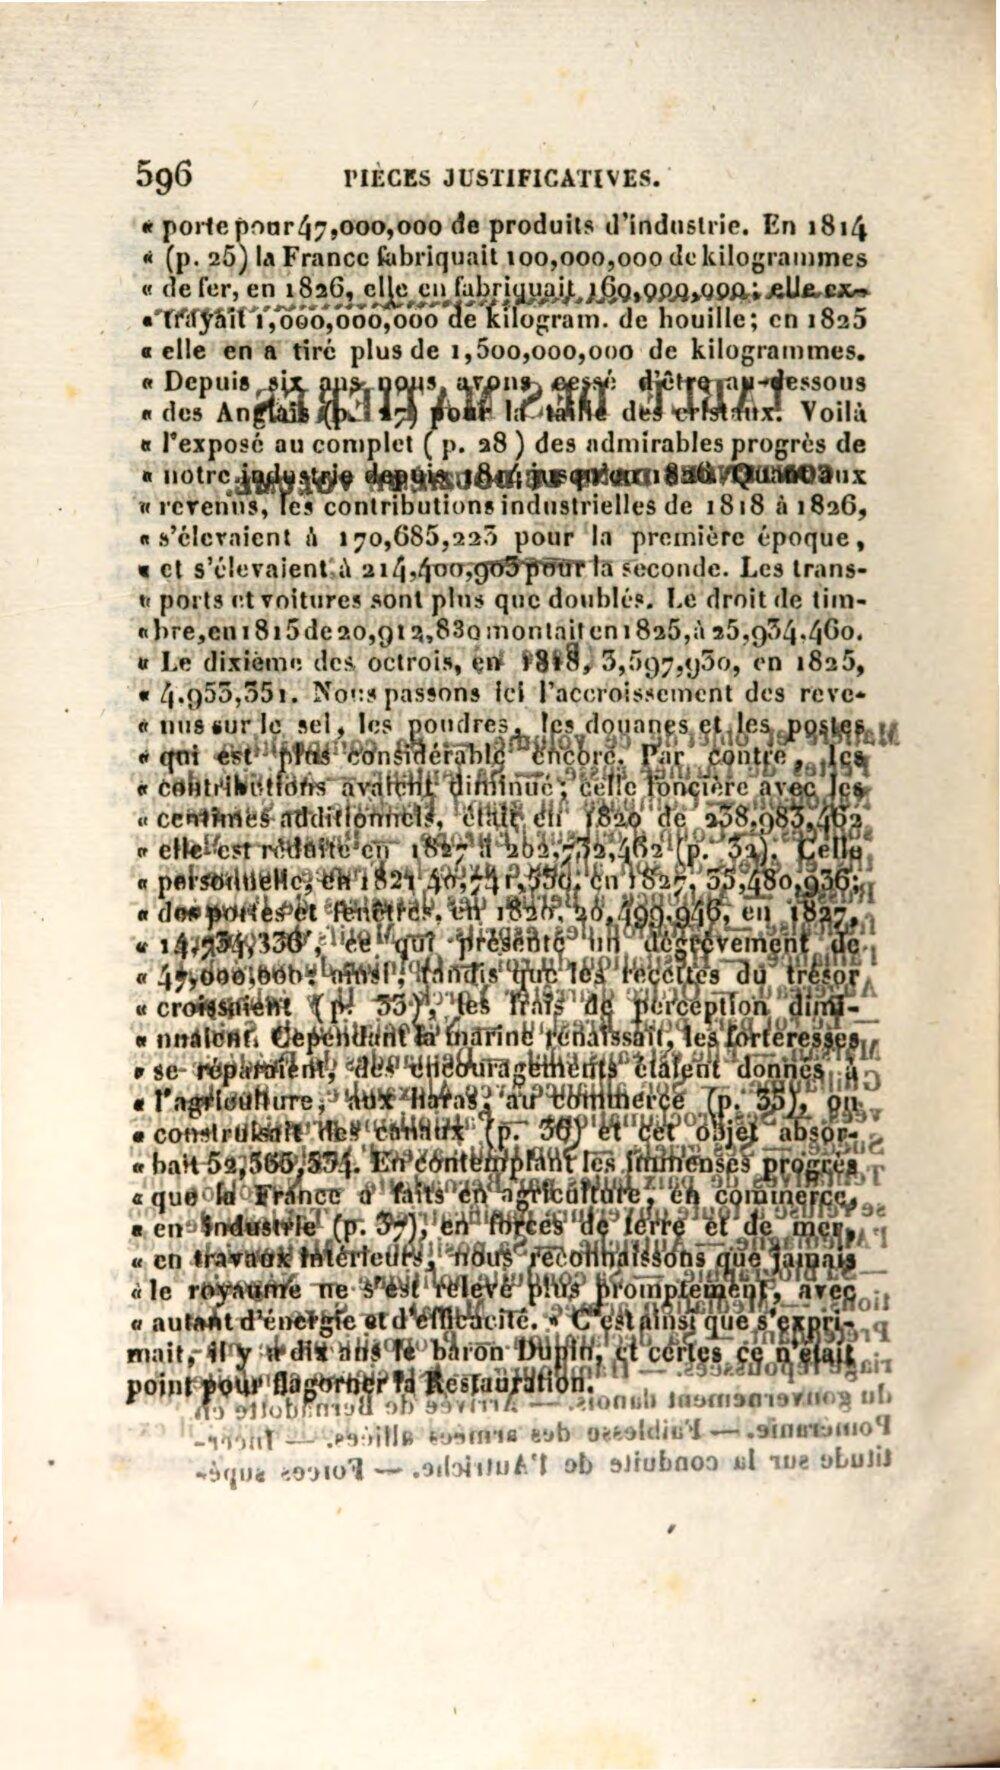 596 PIÈCES JUSTIFICATIVES.
« porte pour 47,000,000 de produits d'industrie. En 1814
« (p. 25) la France fabriquait 100,000,000 de kilogrammes
« de fer, en 1826, elle en fabriquait 160,000,000; elle ex-
« trayait 1,000,000,000 de kilogram. de houille; en 1825
« elle en a tiré plus de 1,500,000,000 de kilogrammes.
« Depuis six ans nous avons cessé d'être au-dessous
« des Anglais (p. 27) pour la taille des cristaux. Voilà
« l'exposé au complet (p. 28) des admirables progrès de
« notre industrie depuis 1814 jusqu'en 1826. Quant aux
« revenus, les contributions industrielles de 1818 à 1826,
« s'élevaient à 170,685,223 pour la première époque,
« et s'élevaient à 214,400,905 pour la seconde. Les trans-
« ports et voitures sont plus que doublés. Le droit de tim-
« bre, en 1815 de 20,912,830 montait en 1825, à 25,934,460.
« Le dixième des octrois, en 1818, 3,597,930, en 1825,
« 4,953,351. Nous passons ici l'accroissement des reve-
« nus sur le sel, les poudres, les douanes et les postes
« qui est plus considérable encore. Par contre, les
« contributions avaient diminué; celle foncière avec les
« centimes additionnels, était en 1820 de 238,983,462
« elle est réduite en 1827 à 202,732,462 (p. 32). Celle
« personnelle, en 1821 en 1827, 35,480,936;
« des portes et fenêtres, en en 1827,
« ce qui présente un dégrèvement de
« 47,000,000: ainsi, tandis que les recettes du trésor
« croissaient (p. 33), les frais de perception dimi-
« nuaient. Cependant la marine renaissait, les forteresses
« se réparaient, des encouragements étaient donnés à
« l'agriculture, aux haras, au commerce (p. 35), on
« construisait des canaux (p. 36) et cet objet absor-
« bait 52,365,334. En contemplant les immenses progrès
« que la France a faits en agriculture, en commerce,
« en industrie (p. 37), en forces de terre et de mer,
« en travaux intérieurs, nous reconnaissons que jamais
« le royaume ne s'est relevé plus promptement, avec
« autant d'énergie et d'efficacité. » C'est ainsi que s'expri-
mait, il y a dix ans le baron Dupin, et certes ce n'était
point pour flagorner la Restauration.